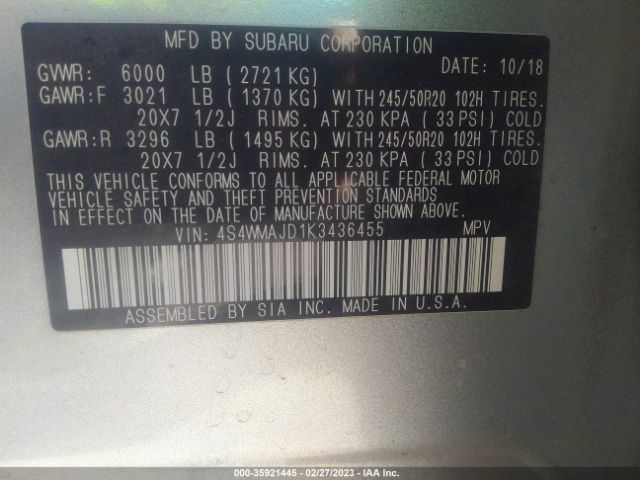 MFD BY SUBARU CORPORATION
GVWR: 6000 LB (2721 KG) DATE: 10/18
GAWR:F 3021 LB (1370 KG) WITH 245/50R20 102H TIRES.
20X7 1/2J RIMS. AT 230 KPA (33 PSI) COLD
GAWR:R 3296 LB (1495 KG) WITH 245/50R20 102H TIRES.
20X7 1/2J RIMS. AT 230 KPA (33 PSI) COLD
THIS VEHICLE CONFORMS TO ALL APPLICABLE FEDERAL MOTOR
VEHICLE SAFETY AND THEFT PREVENTION STANDARDS
IN EFFECT ON THE DATE OF MANUFACTURE SHOWN ABOVE.
VIN: 4S4WMAJD1K3436455 MPV
ASSEMBLED BY SIA INC. MADE IN U.S.A.
000-35921445 - 02/27/2023 - IAA Inc.